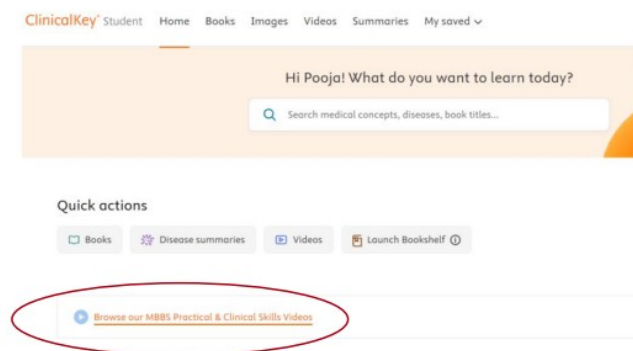 ClinicalKey® Student Home Books Images Videos Summaries My saved
Hi Pooja! What do you want to learn today?
Search medical concepts, diseases, book titles...
Quick actions
Books Disease summaries Videos Launch Bookshelf
Browse our MBBS Practical & Clinical Skills Videos